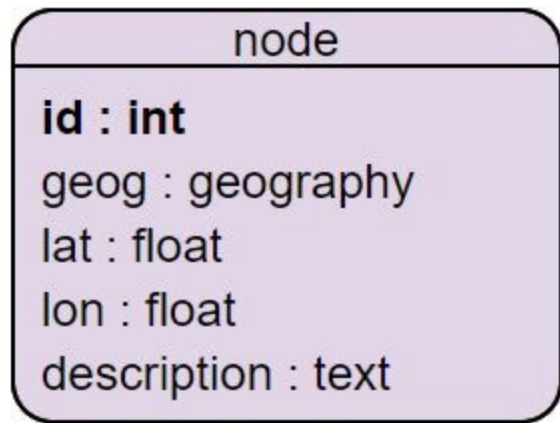 node
id : int
geog : geography
lat : float
lon : float
description : text